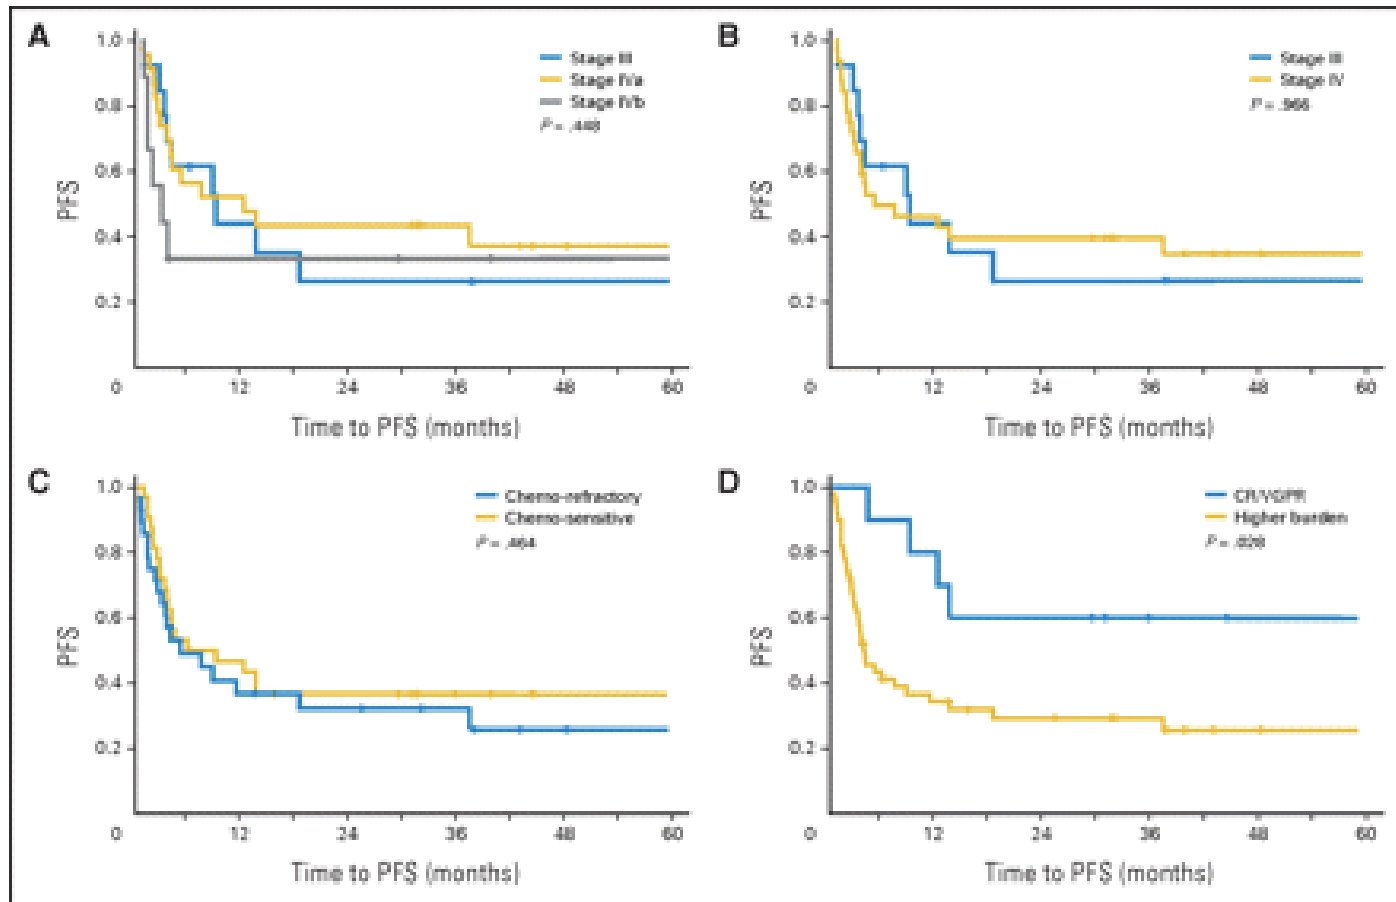 A
1.0
0.8
0.6
0.4
0.2
0
12
24
36
48
60
PFS
Time to PFS (months)
Stage III
Stage IVa
Stage IVb
P = .448
B
1.0
0.8
0.6
0.4
0.2
0
12
24
36
48
60
PFS
Time to PFS (months)
Stage III
Stage IV
C
1.0
0.8
0.6
0.4
0.2
0
12
24
36
48
60
PFS
Time to PFS (months)
Chemo-refractory
Chemo-sensitive
P = .464
D
1.0
0.8
0.6
0.4
0.2
0
12
24
36
48
60
PFS
Time to PFS (months)
CR/VGPR
Higher burden